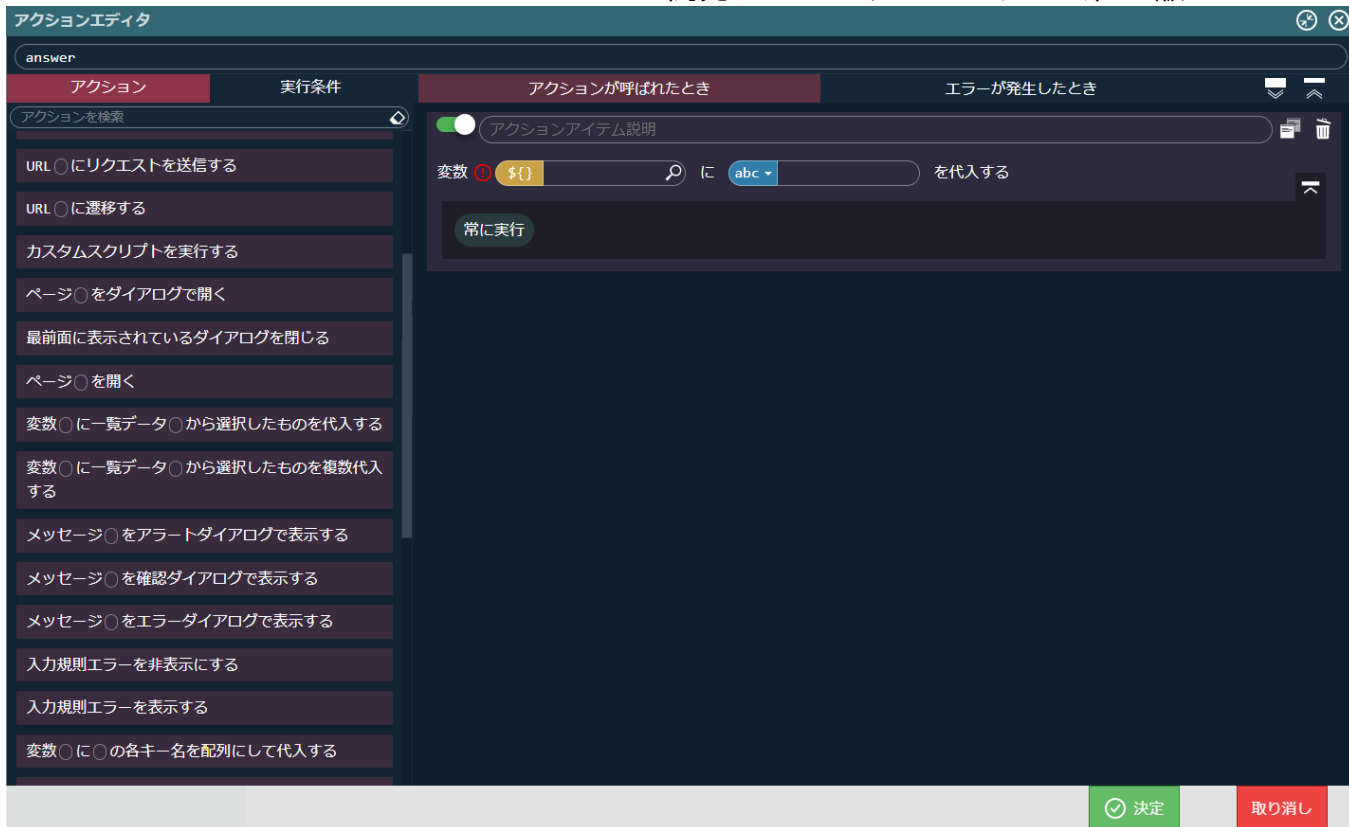 アクションエディタ
answer
アクション 実行条件 アクションが呼ばれたとき エラーが発生したとき
アクションを検索
アクションアイテム説明
変数 ${} に abc を代入する
常に実行
URL○にリクエストを送信する
URL○に遷移する
カスタムスクリプトを実行する
ページ○をダイアログで開く
最前面に表示されているダイアログを閉じる
ページ○を開く
変数○に一覧データ○から選択したものを代入する
変数○に一覧データ○から選択したものを複数代入
する
メッセージ○をアラートダイアログで表示する
メッセージ○を確認ダイアログで表示する
メッセージ○をエラーダイアログで表示する
入力規則エラーを非表示にする
入力規則エラーを表示する
変数○に○の各キー名を配列にして代入する
決定 取り消し